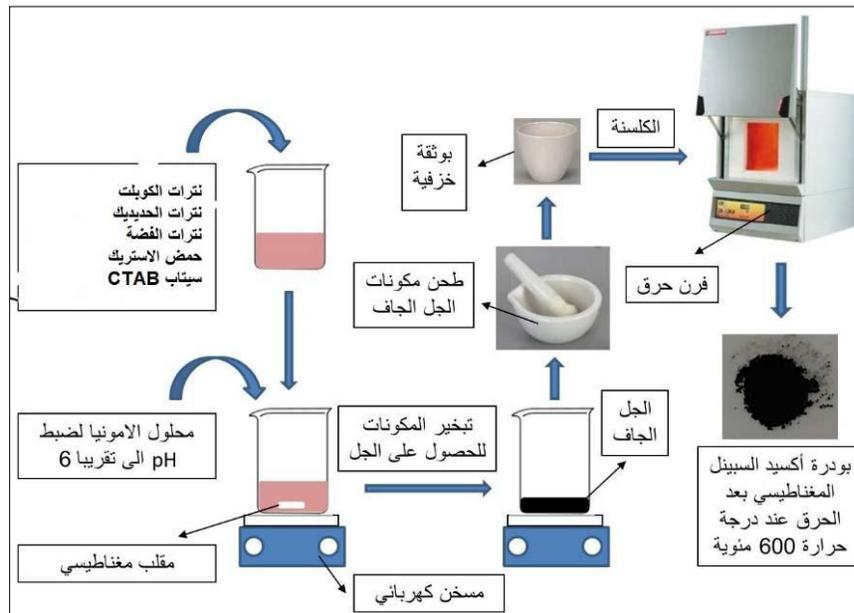 نترات الكوبلت
نترات الحديديك
نترات الفضة
حمض الاستريك
سيتاب CTAB
محلول الامونيا لضبط
pH الى تقريبا 6
مقلب مغناطيسي
مسخن كهربائي
تبخير المكونات
للحصول على الجل
الجل
الجاف
طحن مكونات
الجل الجاف
بوثقة
خزفية
الكلسنة
فرن حرق
بودرة أكسيد السبينل
المغناطيسي بعد
الحرق عند درجة
حرارة 600 مئوية